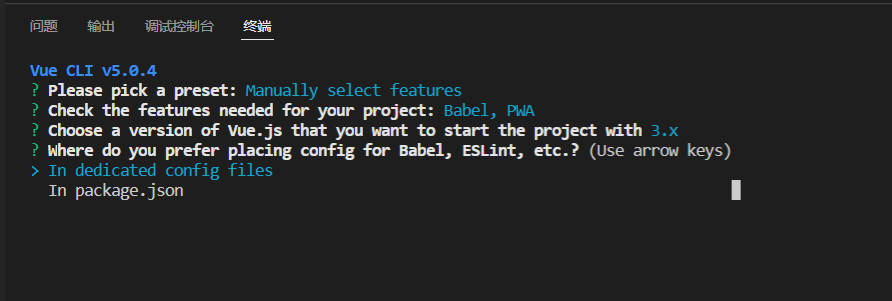 问题 输出 调试控制台 终端
Vue CLI v5.0.4
? Please pick a preset: Manually select features
? Check the features needed for your project: Babel, PWA
? Choose a version of Vue.js that you want to start the project with 3.x
? Where do you prefer placing config for Babel, ESLint, etc.? (Use arrow keys)
> In dedicated config files
In package.json